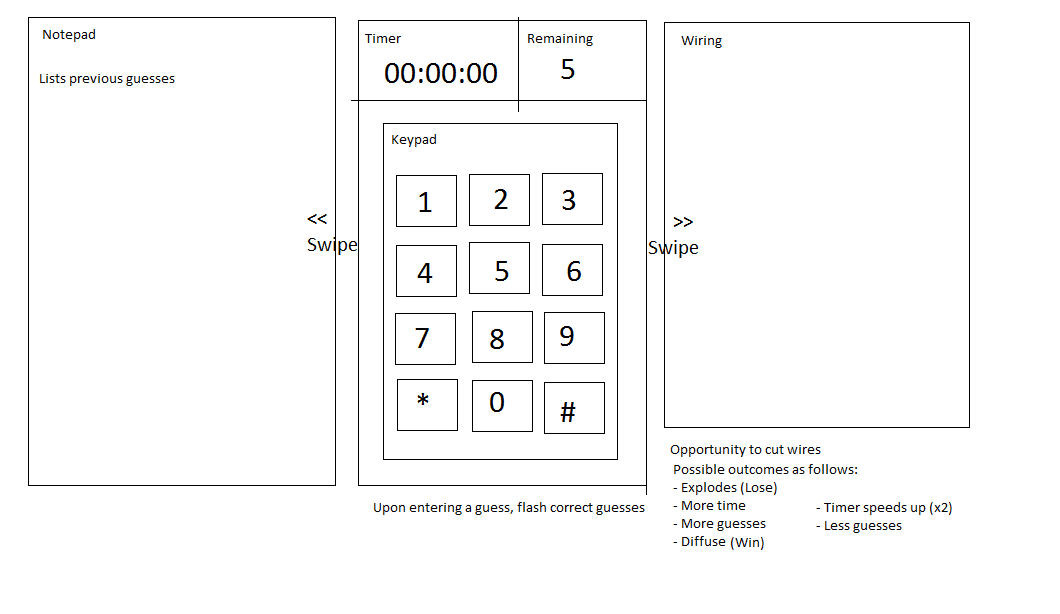 Notepad
Lists previous guesses
<<
Swipe
Timer
00:00:00
Remaining
5
Keypad
1 2 3
4 5 6
7 8 9
* 0 #
Upon entering a guess, flash correct guesses
>>
Swipe
Wiring
Opportunity to cut wires
Possible outcomes as follows:
- Explodes (Lose)
- More time
- More guesses
- Diffuse (Win)
- Timer speeds up (x2)
- Less guesses